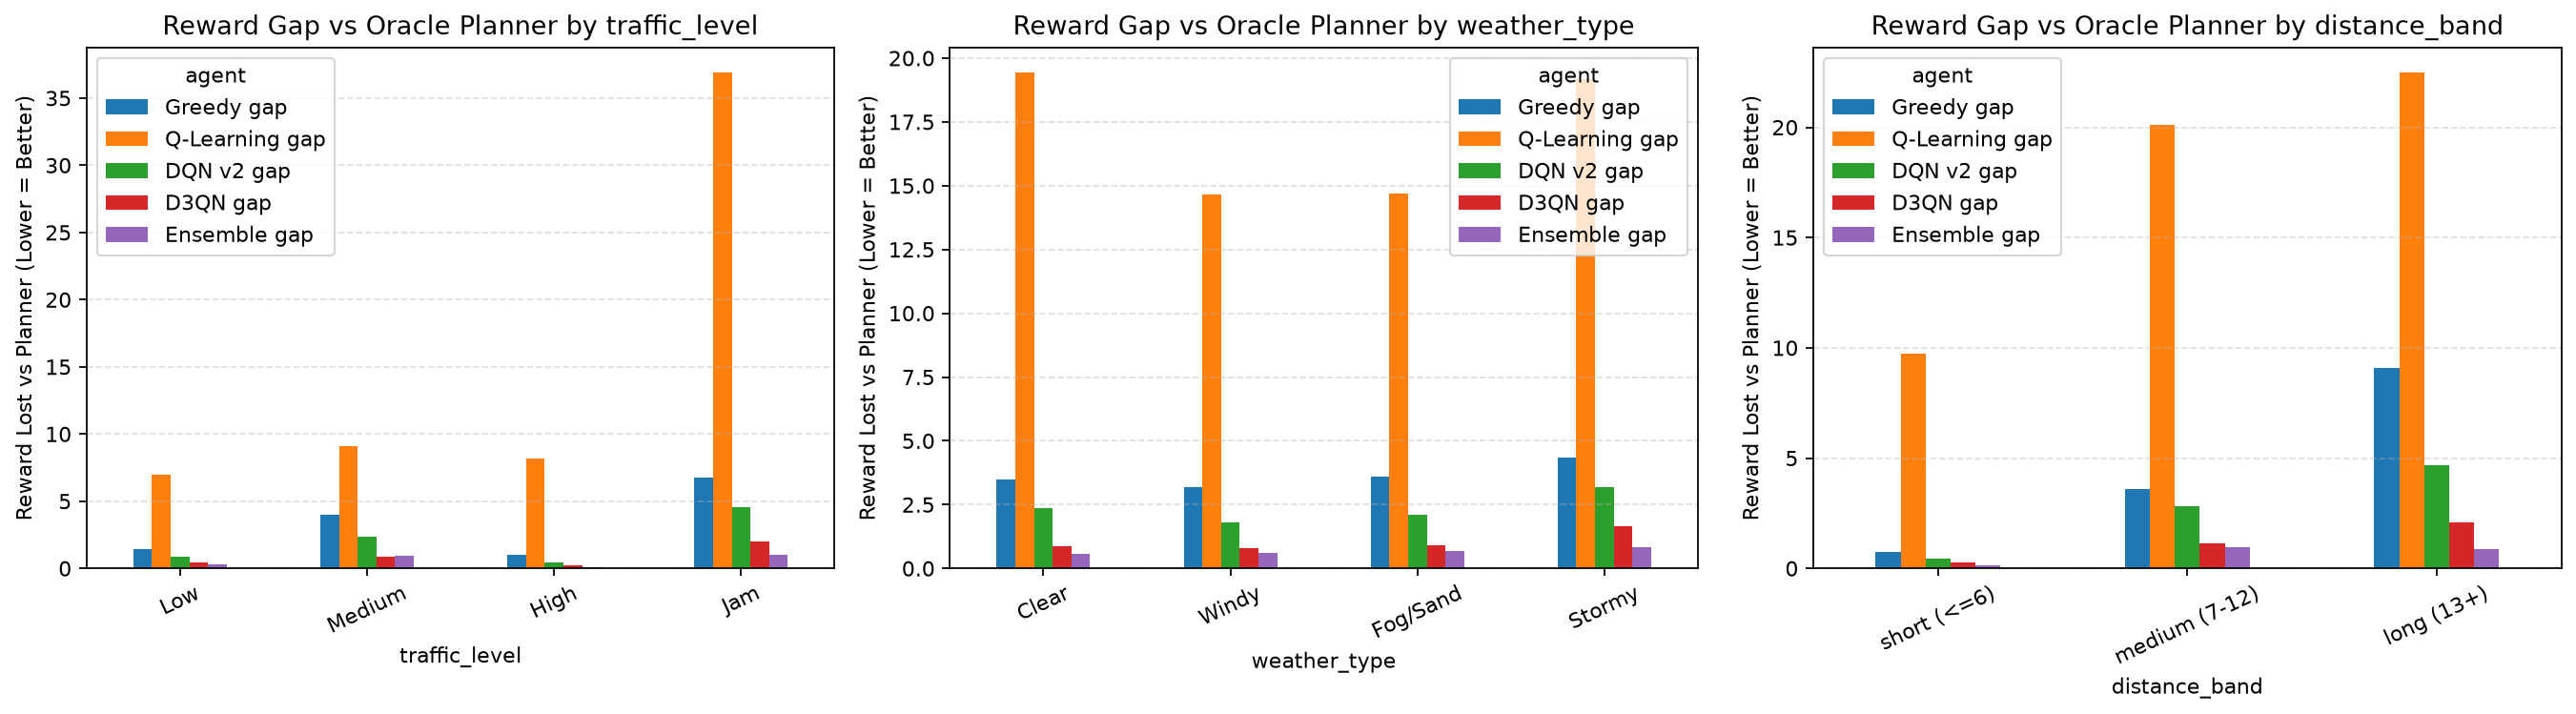 Reward Gap vs Oracle Planner by traffic_level
Reward Lost vs Planner (Lower = Better)
35
30
25
20
15
10
5
0
agent
Greedy gap
Q-Learning gap
DQN v2 gap
D3QN gap
Ensemble gap
Low
Medium
High
Jam
traffic_level
Reward Gap vs Oracle Planner by weather_type
Reward Lost vs Planner (Lower = Better)
20.0
17.5
15.0
12.5
10.0
7.5
5.0
2.5
0.0
agent
Greedy gap
Q-Learning gap
DQN v2 gap
D3QN gap
Ensemble gap
Clear
Windy
Fog/Sand
Stormy
weather_type
Reward Gap vs Oracle Planner by distance_band
Reward Lost vs Planner (Lower = Better)
20
15
10
5
0
agent
Greedy gap
Q-Learning gap
DQN v2 gap
D3QN gap
Ensemble gap
short (<=6)
medium (7-12)
long (13+)
distance_band